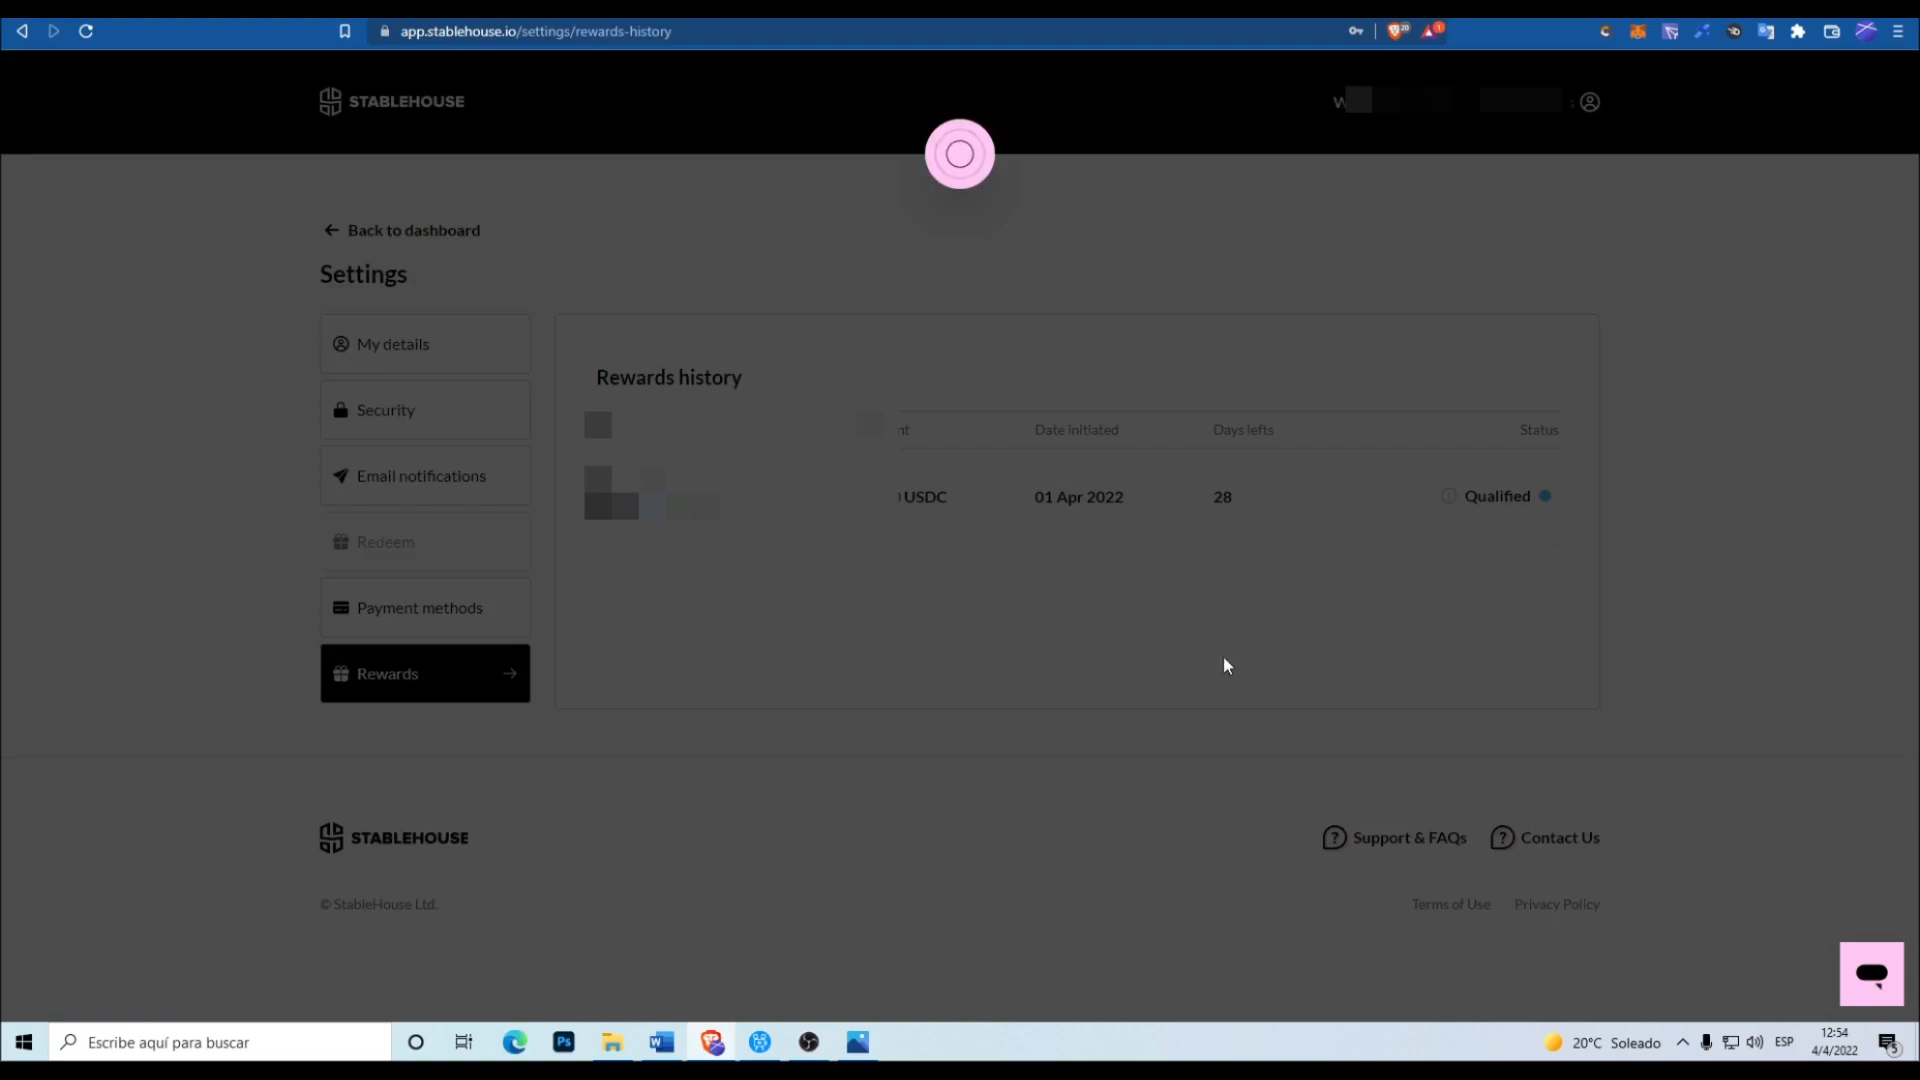 app.stablehouse.io/settings/rewards-history
STABLEHOUSE
W
Back to dashboard
Settings
My details
Security
Email notifications
Redeem
Payment methods
Rewards
Rewards history
Date initiated Days lefts Status
USDC 01 Apr 2022 28 Qualified
STABLEHOUSE
Support & FAQs Contact Us
© StableHouse Ltd.
Terms of Use Privacy Policy
Escribe aquí para buscar
Ps
20°C Soleado
ESP
12:54
4/4/2022
5